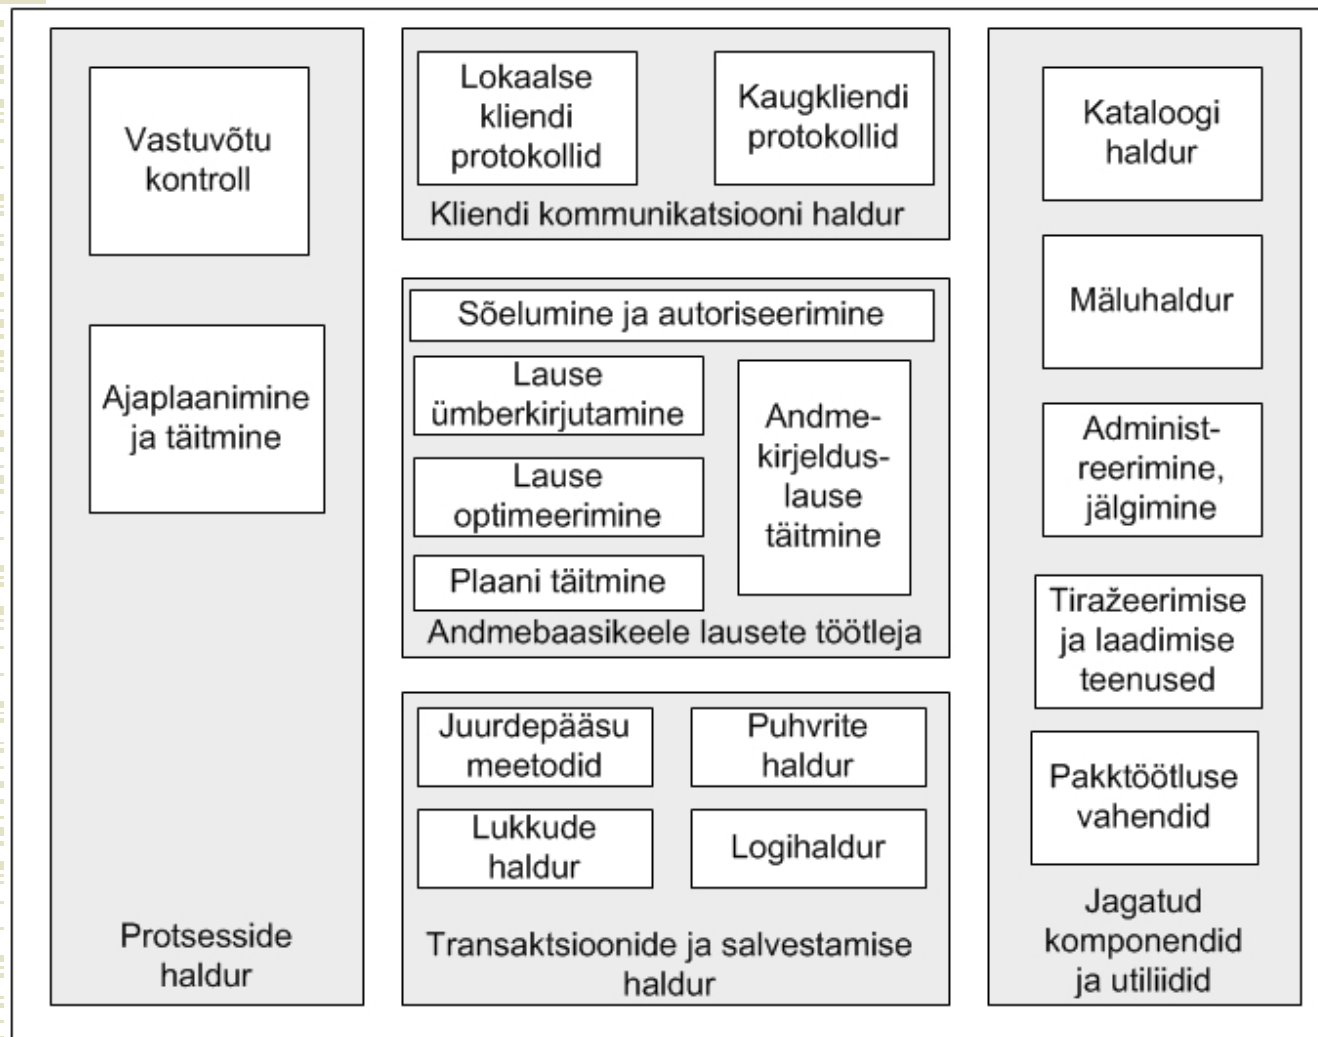 Vastuvõtu
kontroll
Ajaplaanimine
ja täitmine
Protsesside
haldur
Lokaalse
kliendi
protokollid
Kaugkliendi
protokollid
Kliendi kommunikatsiooni haldur
Sõelumine ja autoriseerimine
Lause
ümberkirjutamine
Lause
optimeerimine
Plaani täitmine
Andme-
kirjeldus-
lause
täitmine
Andmebaasikeele lausete töötleja
Juurdepääsu
meetodid
Puhvrite
haldur
Lukkude
haldur
Logihaldur
Transaktsioonide ja salvestamise
haldur
Kataloogi
haldur
Mäluhaldur
Administ-
reerimine,
jälgimine
Tiražeerimise
ja laadimise
teenused
Pakktöötluse
vahendid
Jagatud
komponendid
ja utiliidid